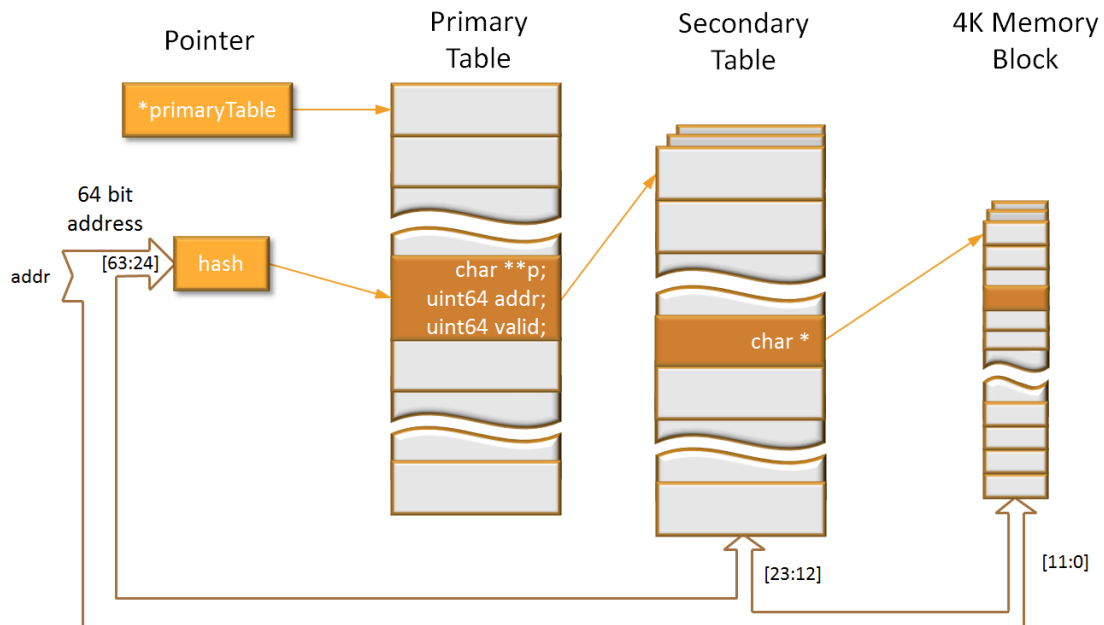 Pointer
Primary
Table
Secondary
Table
4K Memory
Block
*primaryTable
64 bit
address
addr
[63:24]
hash
char **p;
uint64 addr;
uint64 valid;
char *
[23:12]
[11:0]